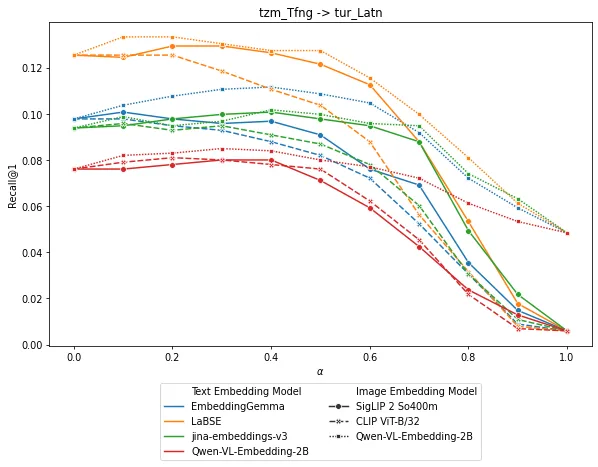 tzm_Tfng -> tur_Latn
Recall@1
0.12
0.10
0.08
0.06
0.04
0.02
0.00
0.0 0.2 0.4 0.6 0.8 1.0
α
Text Embedding Model Image Embedding Model
EmbeddingGemma SigLIP 2 So400m
LaBSE CLIP ViT-B/32
jina-embeddings-v3 Qwen-VL-Embedding-2B
Qwen-VL-Embedding-2B